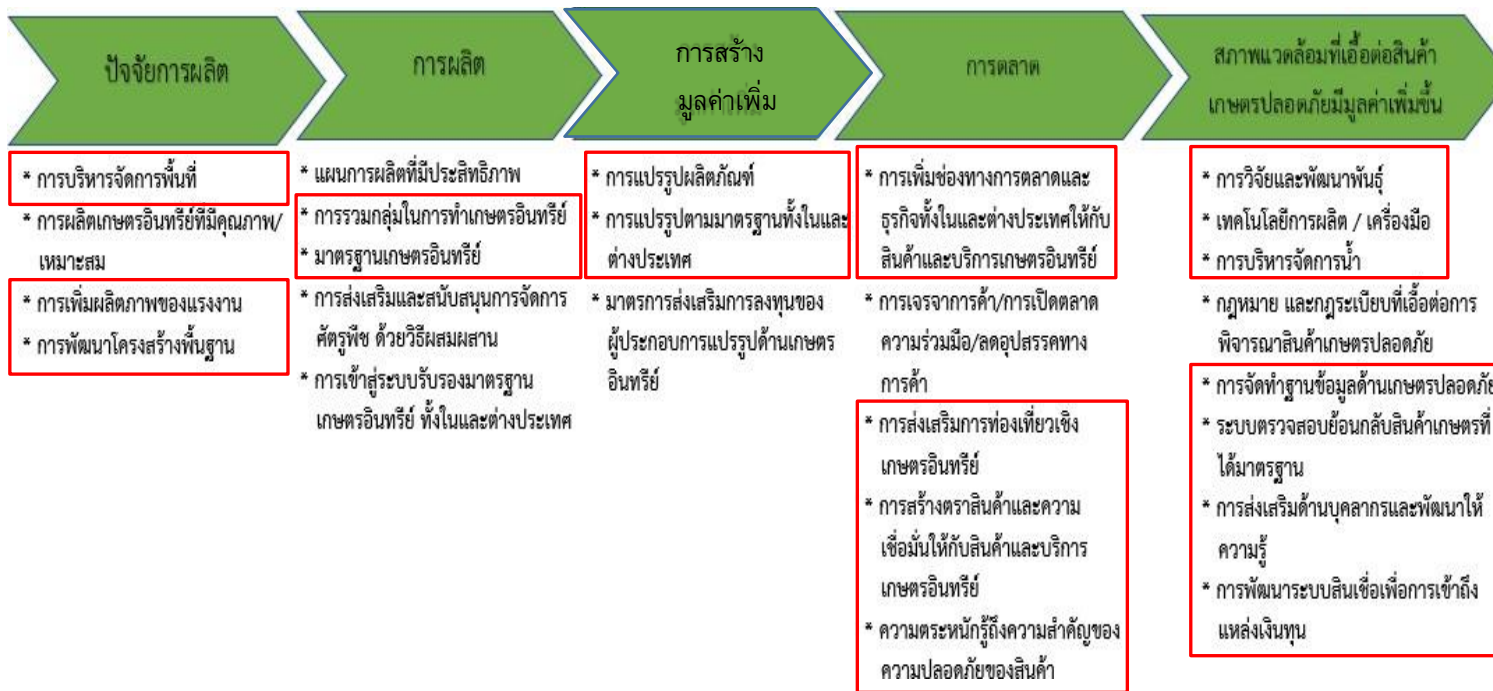 ปัจจัยการผลิต
* การบริหารจัดการพื้นที่
* การผลิตเกษตรอินทรีย์ที่มีคุณภาพ/
เหมาะสม
* การเพิ่มผลิตภาพของแรงงาน
* การพัฒนาโครงสร้างพื้นฐาน
การผลิต
* แผนการผลิตที่มีประสิทธิภาพ
* การรวมกลุ่มในการทำเกษตรอินทรีย์
* มาตรฐานเกษตรอินทรีย์
* การส่งเสริมและสนับสนุนการจัดการ
ศัตรูพืช ด้วยวิธีผสมผสาน
* การเข้าสู่ระบบรับรองมาตรฐาน
เกษตรอินทรีย์ ทั้งในและต่างประเทศ
การสร้าง
มูลค่าเพิ่ม
* การแปรรูปผลิตภัณฑ์
* การแปรรูปตามมาตรฐานทั้งในและ
ต่างประเทศ
* มาตรการส่งเสริมการลงทุนของ
ผู้ประกอบการแปรรูปด้านเกษตร
อินทรีย์
การตลาด
* การเพิ่มช่องทางการตลาดและ
ธุรกิจทั้งในและต่างประเทศให้กับ
สินค้าและบริการเกษตรอินทรีย์
* การเจรจาการค้า/การเปิดตลาด
ความร่วมมือ/ลดอุปสรรคทาง
การค้า
* การส่งเสริมการท่องเที่ยวเชิง
เกษตรอินทรีย์
* การสร้างตราสินค้าและความ
เชื่อมั่นให้กับสินค้าและบริการ
เกษตรอินทรีย์
* ความตระหนักรู้ถึงความสำคัญของ
ความปลอดภัยของสินค้า
สภาพแวดล้อมที่เอื้อต่อสินค้า
เกษตรปลอดภัยมีมูลค่าเพิ่มขึ้น
* การวิจัยและพัฒนาพันธุ์
* เทคโนโลยีการผลิต / เครื่องมือ
* การบริหารจัดการน้ำ
* กฎหมาย และกฎระเบียบที่เอื้อต่อการ
พิจารณาสินค้าเกษตรปลอดภัย
* การจัดทำฐานข้อมูลด้านเกษตรปลอดภัย
* ระบบตรวจสอบย้อนกลับสินค้าเกษตรที่
ได้มาตรฐาน
* การส่งเสริมด้านบุคลากรและพัฒนาให้
ความรู้
* การพัฒนาระบบสินเชื่อเพื่อการเข้าถึง
แหล่งเงินทุน